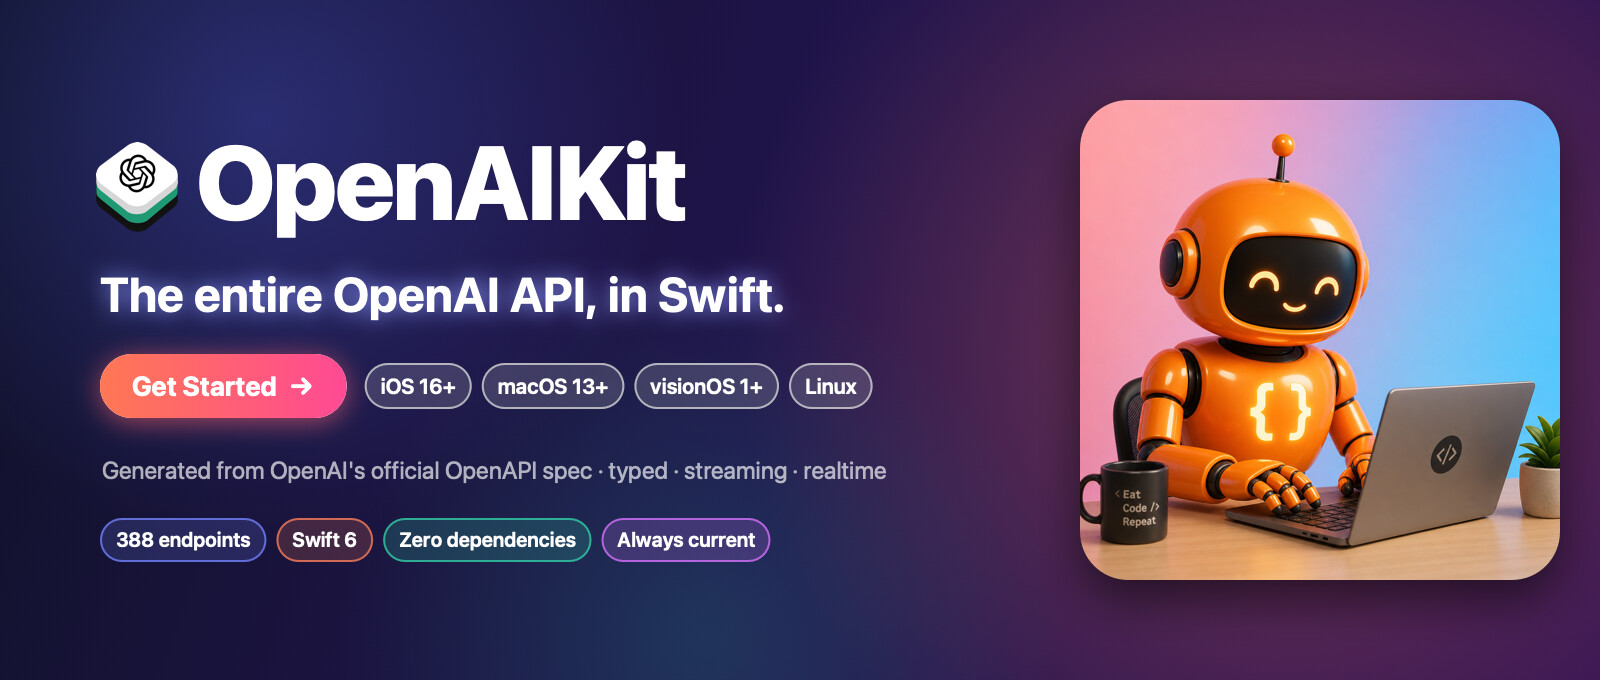 OpenAIKit
The entire OpenAI API, in Swift.
Get Started →
iOS 16+
macOS 13+
visionOS 1+
Linux
Generated from OpenAI's official OpenAPI spec · typed · streaming · realtime
388 endpoints
Swift 6
Zero dependencies
Always current
{ }
< Eat
Code />
Repeat
</>